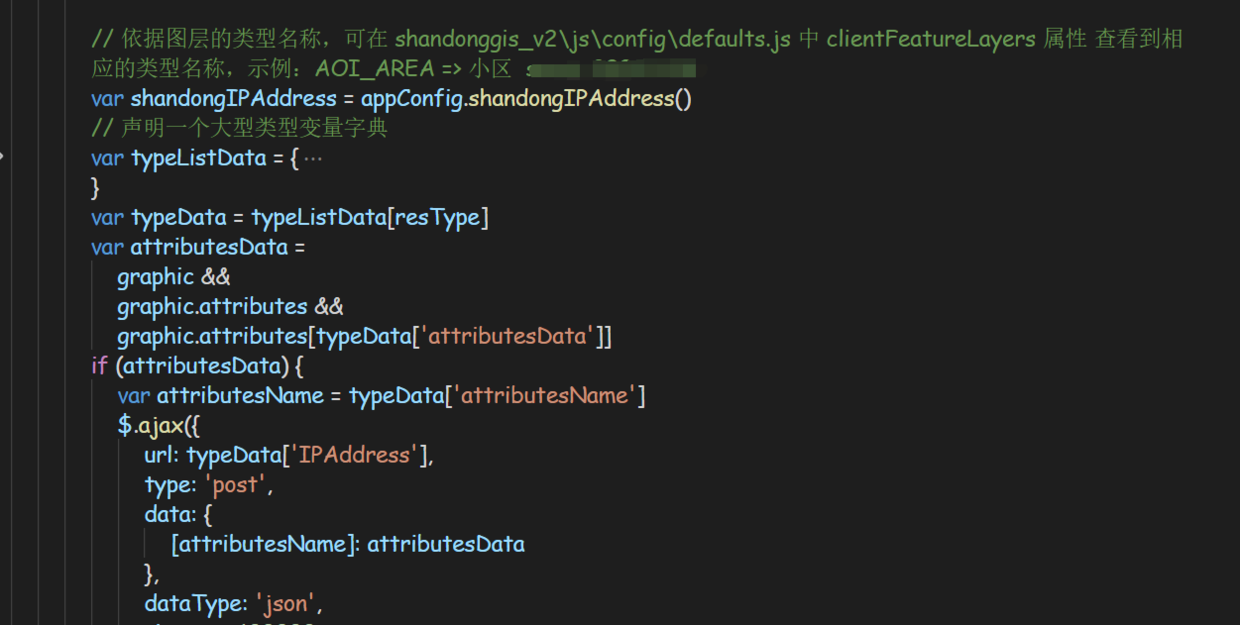 // 依据图层的类型名称，可在 shandonggis_v2\js\config\defaults.js 中 clientFeatureLayers 属性 查看到相
应的类型名称，示例：AOI_AREA => 小区
var shandongIPAddress = appConfig.shandongIPAddress()
// 声明一个大型类型变量字典
var typeListData = { ···
}
var typeData = typeListData[resType]
var attributesData =
graphic &&
graphic.attributes &&
graphic.attributes[typeData['attributesData']]
if (attributesData) {
var attributesName = typeData['attributesName']
$.ajax({
url: typeData['IPAddress'],
type: 'post',
data: {
[attributesName]: attributesData
},
dataType: 'json',